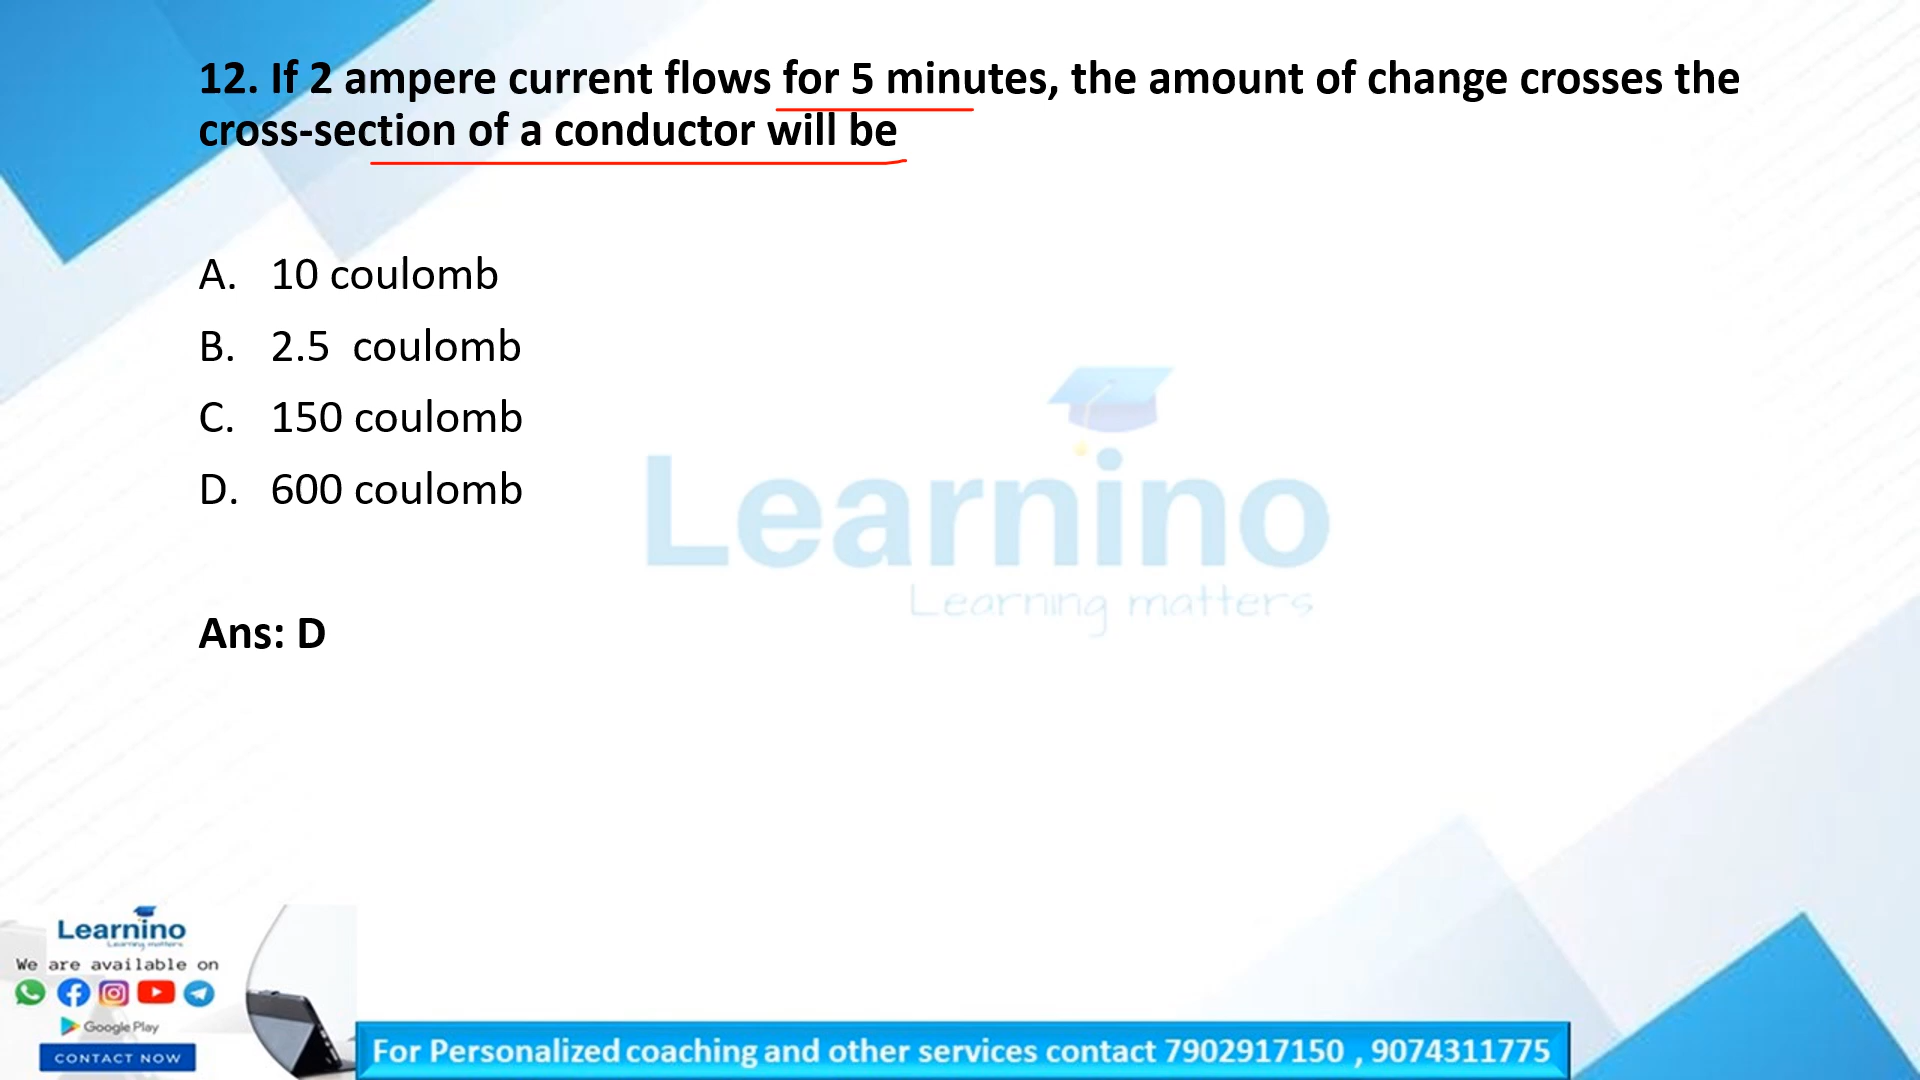 12. If 2 ampere current flows for 5 minutes, the amount of change crosses the
cross-section of a conductor will be
A. 10 coulomb
B. 2.5 coulomb
C. 150 coulomb
D. 600 coulomb
Learnino
Learning matters
Ans: D
Learnino
Learning matters
We are available on
Google Play
CONTACT NOW
For Personalized coaching and other services contact 7902917150 , 9074311775